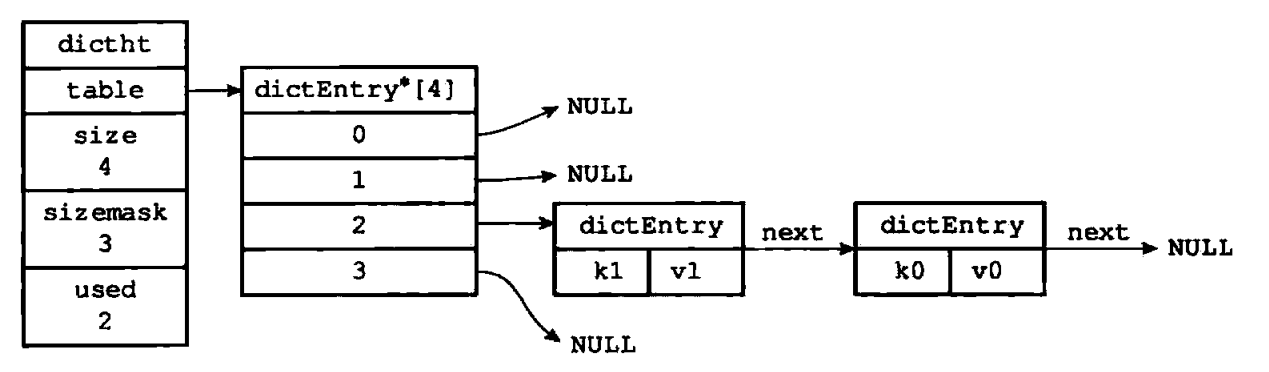 dictht
table
size
4
sizemask
3
used
2
dictEntry*[4]
0
1
2
3
NULL
NULL
dictEntry
k1 v1
next
dictEntry
k0 v0
next
NULL
NULL